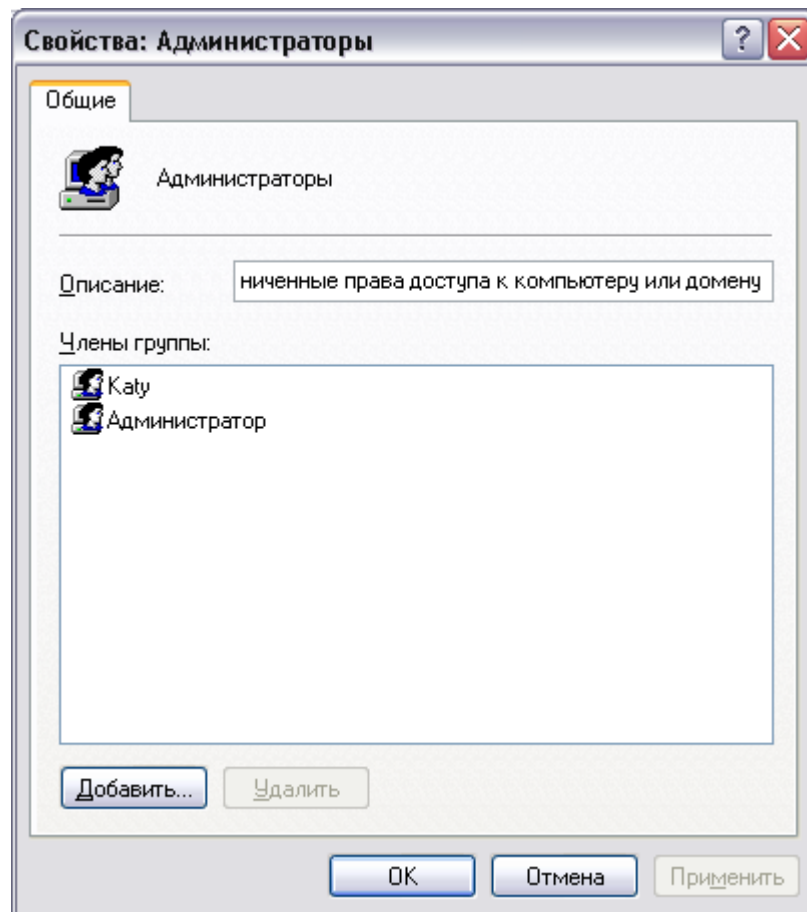 Свойства: Администраторы
Общие
Администраторы
Описание: ниченные права доступа к компьютеру или домену
Члены группы:
Katy
Администратор
Добавить... Удалить
ОК Отмена Применить